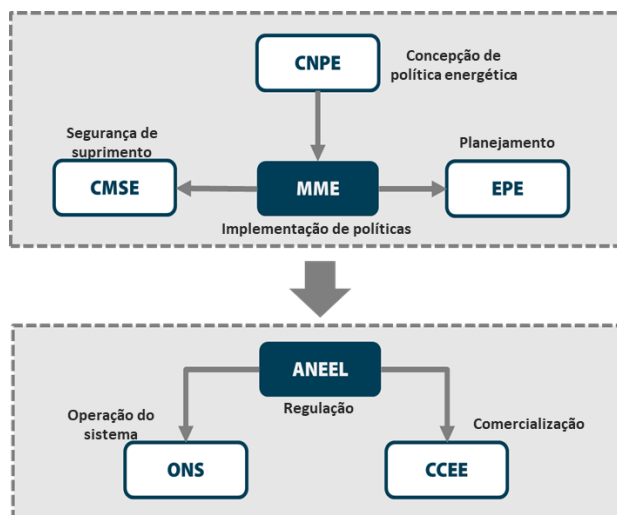 CNPE
Concepção de
política energética
Segurança de
suprimento
Planejamento
CMSE
MME
EPE
Implementação de políticas
ANEEL
Regulação
Operação do
sistema
Comercialização
ONS
CCEE